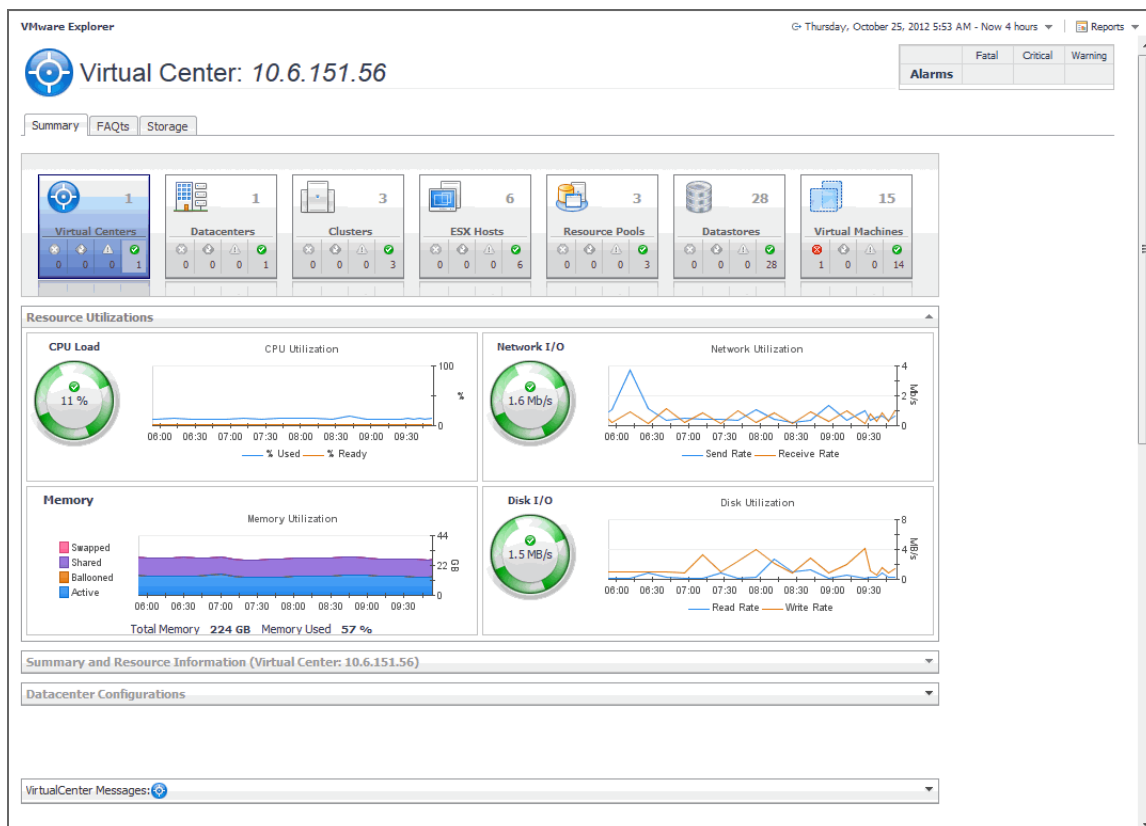 VMware Explorer
Thursday, October 25, 2012 5:53 AM - Now 4 hours
Reports
Virtual Center: 10.6.151.56
Fatal Critical Warning
Alarms
Summary FAQts Storage
1 1 3 6 3 28 15
Virtual Centers Datacenters Clusters ESX Hosts Resource Pools Datastores Virtual Machines
0 0 0 1 0 0 0 1 0 0 0 3 0 0 0 6 0 0 0 3 0 0 0 28 1 0 0 14
Resource Utilizations
CPU Load
CPU Utilization
11 %
100
%
0
06:00 06:30 07:00 07:30 08:00 08:30 09:00 09:30
% Used % Ready
Network I/O
Network Utilization
1.6 Mb/s
4
2
0
Mb/s
06:00 06:30 07:00 07:30 08:00 08:30 09:00 09:30
Send Rate Receive Rate
Memory
Memory Utilization
Swapped
Shared
Ballooned
Active
44
22
0
GB
06:00 06:30 07:00 07:30 08:00 08:30 09:00 09:30
Total Memory 224 GB Memory Used 57 %
Disk I/O
Disk Utilization
1.5 MB/s
8
4
0
MB/s
06:00 06:30 07:00 07:30 08:00 08:30 09:00 09:30
Read Rate Write Rate
Summary and Resource Information (Virtual Center: 10.6.151.56)
Datacenter Configurations
VirtualCenter Messages: